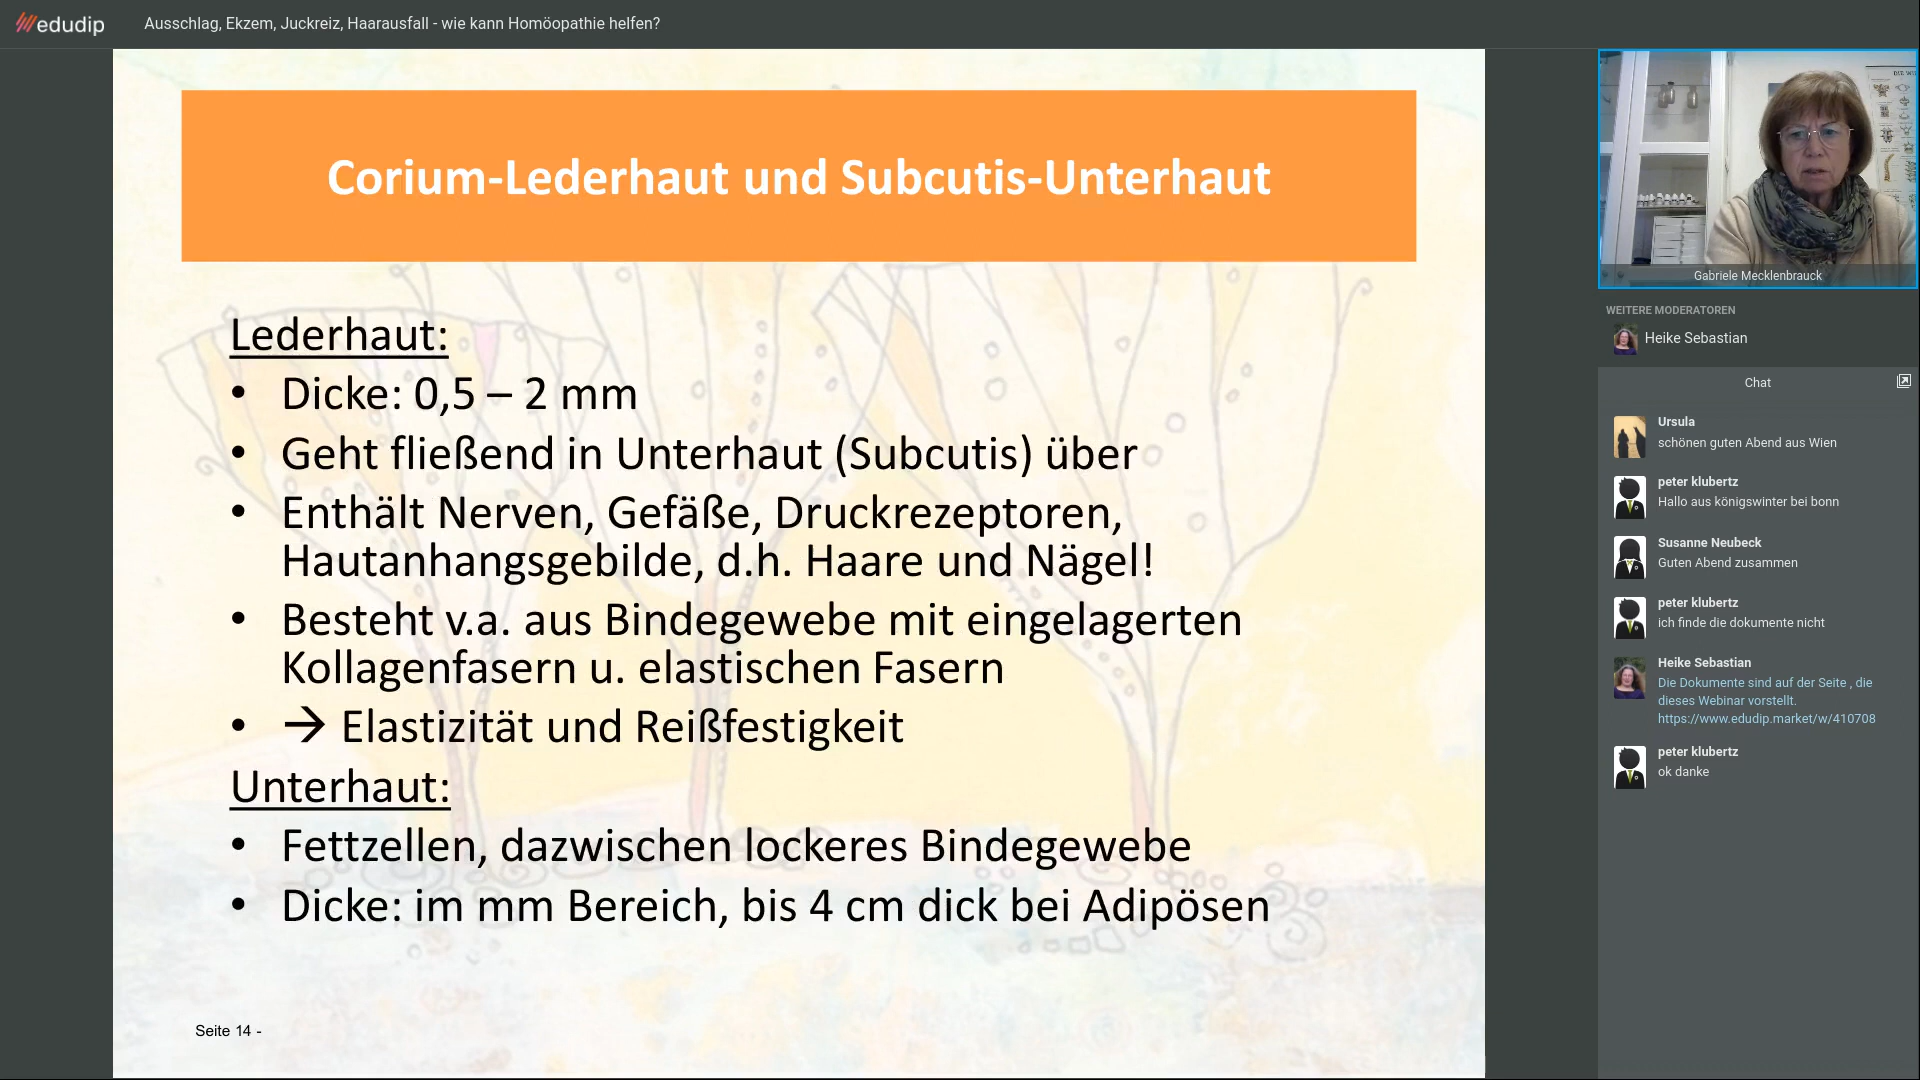 edudip
Ausschlag, Ekzem, Juckreiz, Haarausfall - wie kann Homöopathie helfen?
Corium-Lederhaut und Subcutis-Unterhaut
Lederhaut:
• Dicke: 0,5 – 2 mm
• Geht fließend in Unterhaut (Subcutis) über
• Enthält Nerven, Gefäße, Druckrezeptoren,
Hautanhangsgebilde, d.h. Haare und Nägel!
• Besteht v.a. aus Bindegewebe mit eingelagerten
Kollagenfasern u. elastischen Fasern
• → Elastizität und Reißfestigkeit
Unterhaut:
• Fettzellen, dazwischen lockeres Bindegewebe
• Dicke: im mm Bereich, bis 4 cm dick bei Adipösen
Seite 14 -
Gabriele Mecklenbrauck
WEITERE MODERATOREN
Heike Sebastian
Chat
Ursula
schönen guten Abend aus Wien
peter klubertz
Hallo aus königswinter bei bonn
Susanne Neubeck
Guten Abend zusammen
peter klubertz
ich finde die dokumente nicht
Heike Sebastian
Die Dokumente sind auf der Seite , die
dieses Webinar vorstellt.
https://www.edudip.market/w/410708
peter klubertz
ok danke